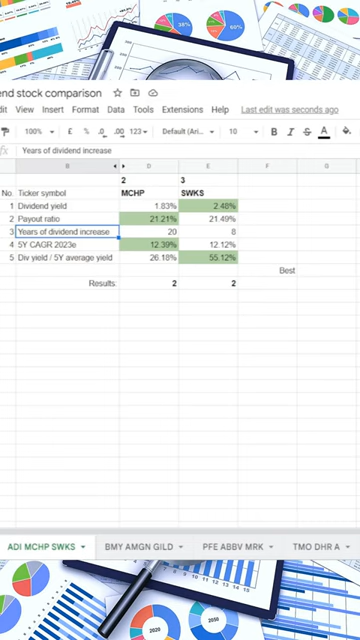 end stock comparison
dit View Insert Format Data Tools Extensions Help Last edit was seconds ago
100% £ % .0 .00 123 Default (Ari... 10 B I S A
fx Years of dividend increase
B D E F G
2 3
No. Ticker symbol MCHP SWKS
1 Dividend yield 1.83% 2.48%
2 Payout ratio 21.21% 21.49%
3 Years of dividend increase 20 8
4 5Y CAGR 2023e 12.39% 12.12%
5 Div yield / 5Y average yield 26.18% 55.12%
Best
Results: 2 2
ADI MCHP SWKS BMY AMGN GILD PFE ABBV MRK TMO DHR A